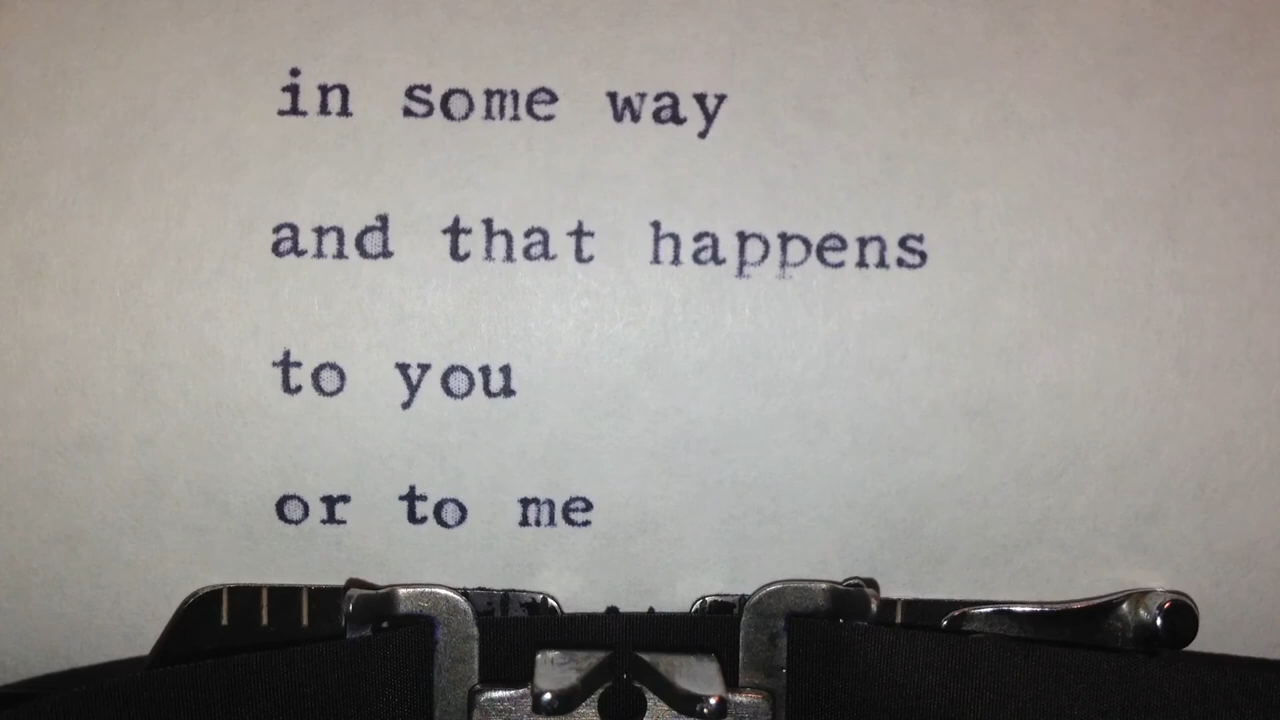 in some way
and that happens
to you
or to me